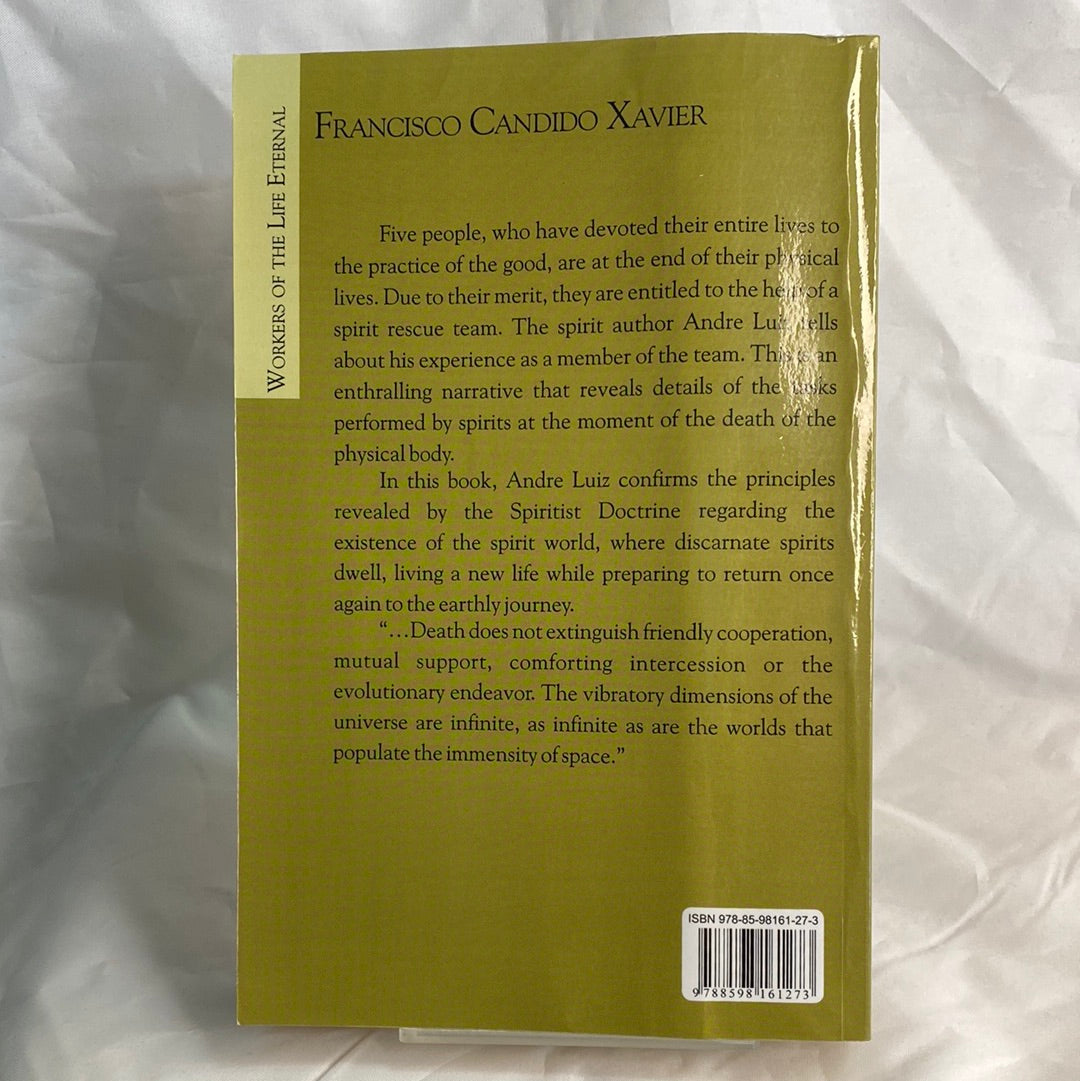 WORKERS OF THE LIFE ETERNAL
FRANCISCO CANDIDO XAVIER
Five people, who have devoted their entire lives to
the practice of the good, are at the end of their physical
lives. Due to their merit, they are entitled to the help of a
spirit rescue team. The spirit author Andre Luiz tells
about his experience as a member of the team. This is an
enthralling narrative that reveals details of the tasks
performed by spirits at the moment of the death of the
physical body.
In this book, Andre Luiz confirms the principles
revealed by the Spiritist Doctrine regarding the
existence of the spirit world, where discarnate spirits
dwell, living a new life while preparing to return once
again to the earthly journey.
“…Death does not extinguish friendly cooperation,
mutual support, comforting intercession or the
evolutionary endeavor. The vibratory dimensions of the
universe are infinite, as infinite as are the worlds that
populate the immensity of space.”
ISBN 978-85-98161-27-3
9 788598 161273